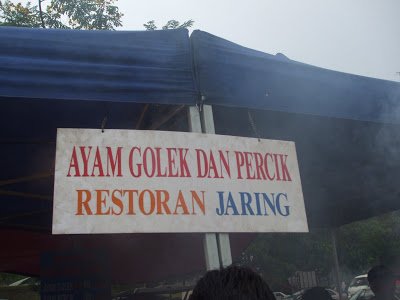 AYAM GOLEK DAN PERCIK
RESTORAN JARING